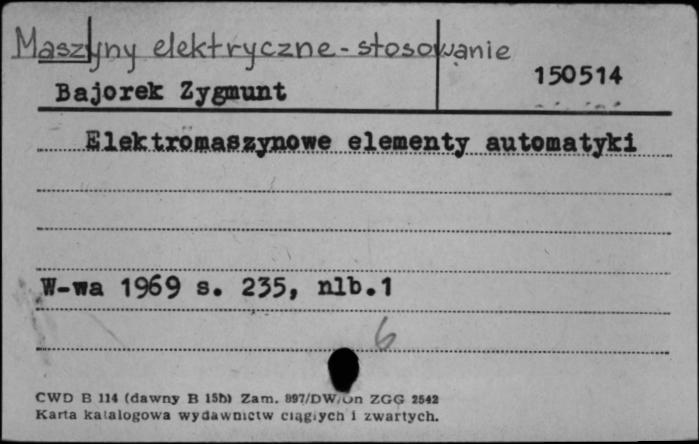 Maszyny elektryczne - stosowanie
150514
Bajorek Zygmunt
Elektromaszynowe elementy automatyki
W-wa 1969 s. 235, nlb.1
6
CWD B 114 (dawny B 15b) Zam. 897/DW/Un ZGG 2542
Karta katalogowa wydawnictw ciągłych i zwartych.